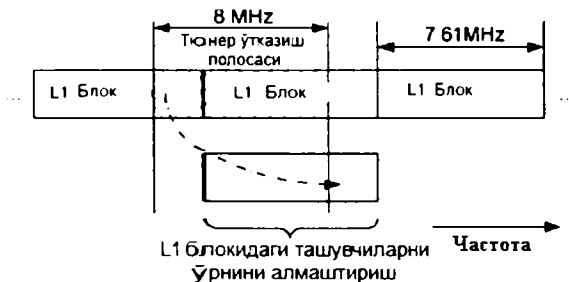 8 MHz
Тюнер ўтказиш
полосаси
7 61MHz
... L1 Блок L1 Блок L1 Блок ...
L1 блокидаги ташувчиларни
ўрнини алмаштириш
Частота